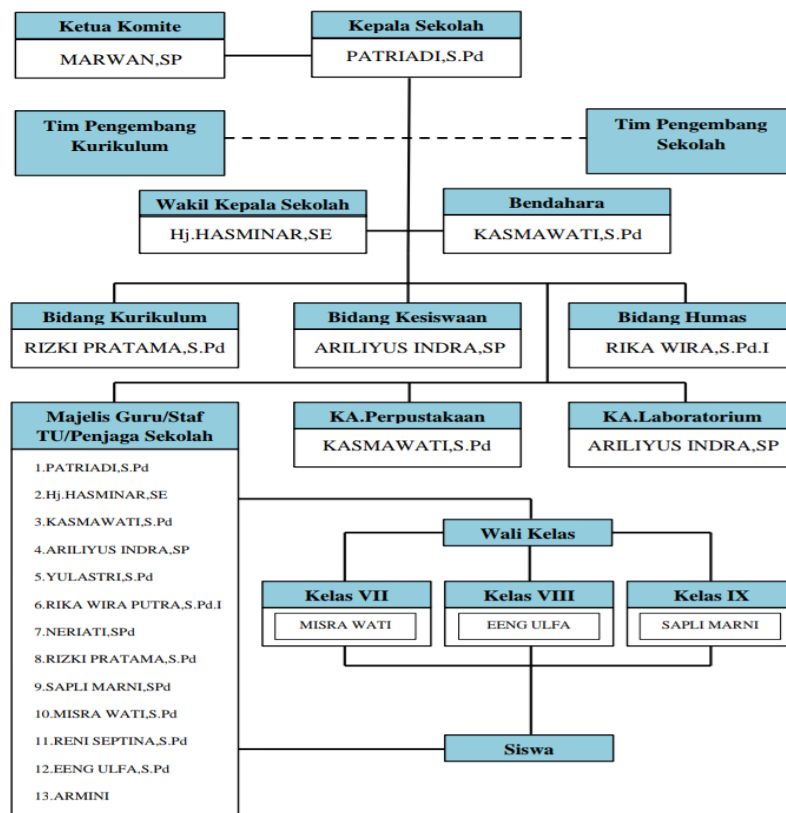 Ketua Komite
MARWAN,SP
Kepala Sekolah
PATRIADI,S.Pd
Tim Pengembang
Kurikulum
Tim Pengembang
Sekolah
Wakil Kepala Sekolah
Hj.HASMINAR,SE
Bendahara
KASMAWATI,S.Pd
Bidang Kurikulum
RIZKI PRATAMA,S.Pd
Bidang Kesiswaan
ARILIYUS INDRA,SP
Bidang Humas
RIKA WIRA,S.Pd.I
Majelis Guru/Staf
TU/Penjaga Sekolah
1.PATRIADI,S.Pd
2.Hj.HASMINAR,SE
3.KASMAWATI,S.Pd
4.ARILIYUS INDRA,SP
5.YULASTRI,S.Pd
6.RIKA WIRA PUTRA,S.Pd.I
7.NERIATI,SPd
8.RIZKI PRATAMA,S.Pd
9.SAPLI MARNI,SPd
10.MISRA WATI,S.Pd
11.RENI SEPTINA,S.Pd
12.EENG ULFA,S.Pd
13.ARMINI
KA.Perpustakaan
KASMAWATI,S.Pd
KA.Laboratorium
ARILIYUS INDRA,SP
Wali Kelas
Kelas VII
MISRA WATI
Kelas VIII
EENG ULFA
Kelas IX
SAPLI MARNI
Siswa